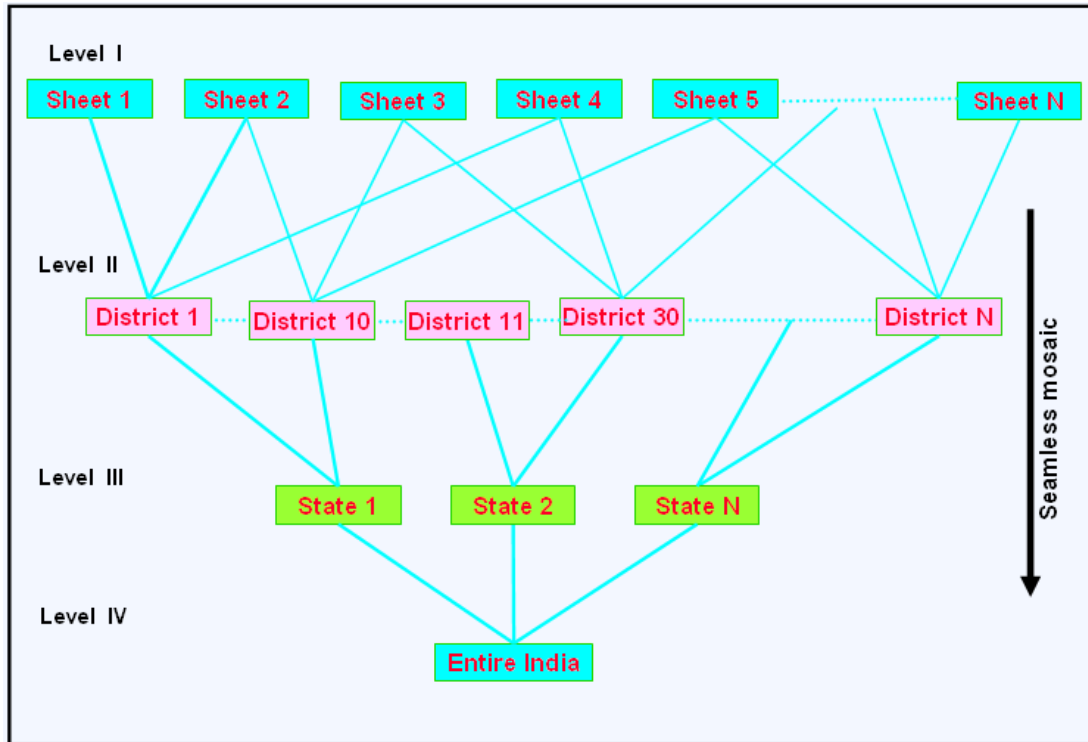 Level I
Sheet 1
Sheet 2
Sheet 3
Sheet 4
Sheet 5
Sheet N
Level II
District 1
District 10
District 11
District 30
District N
Level III
State 1
State 2
State N
Level IV
Entire India
Seamless mosaic